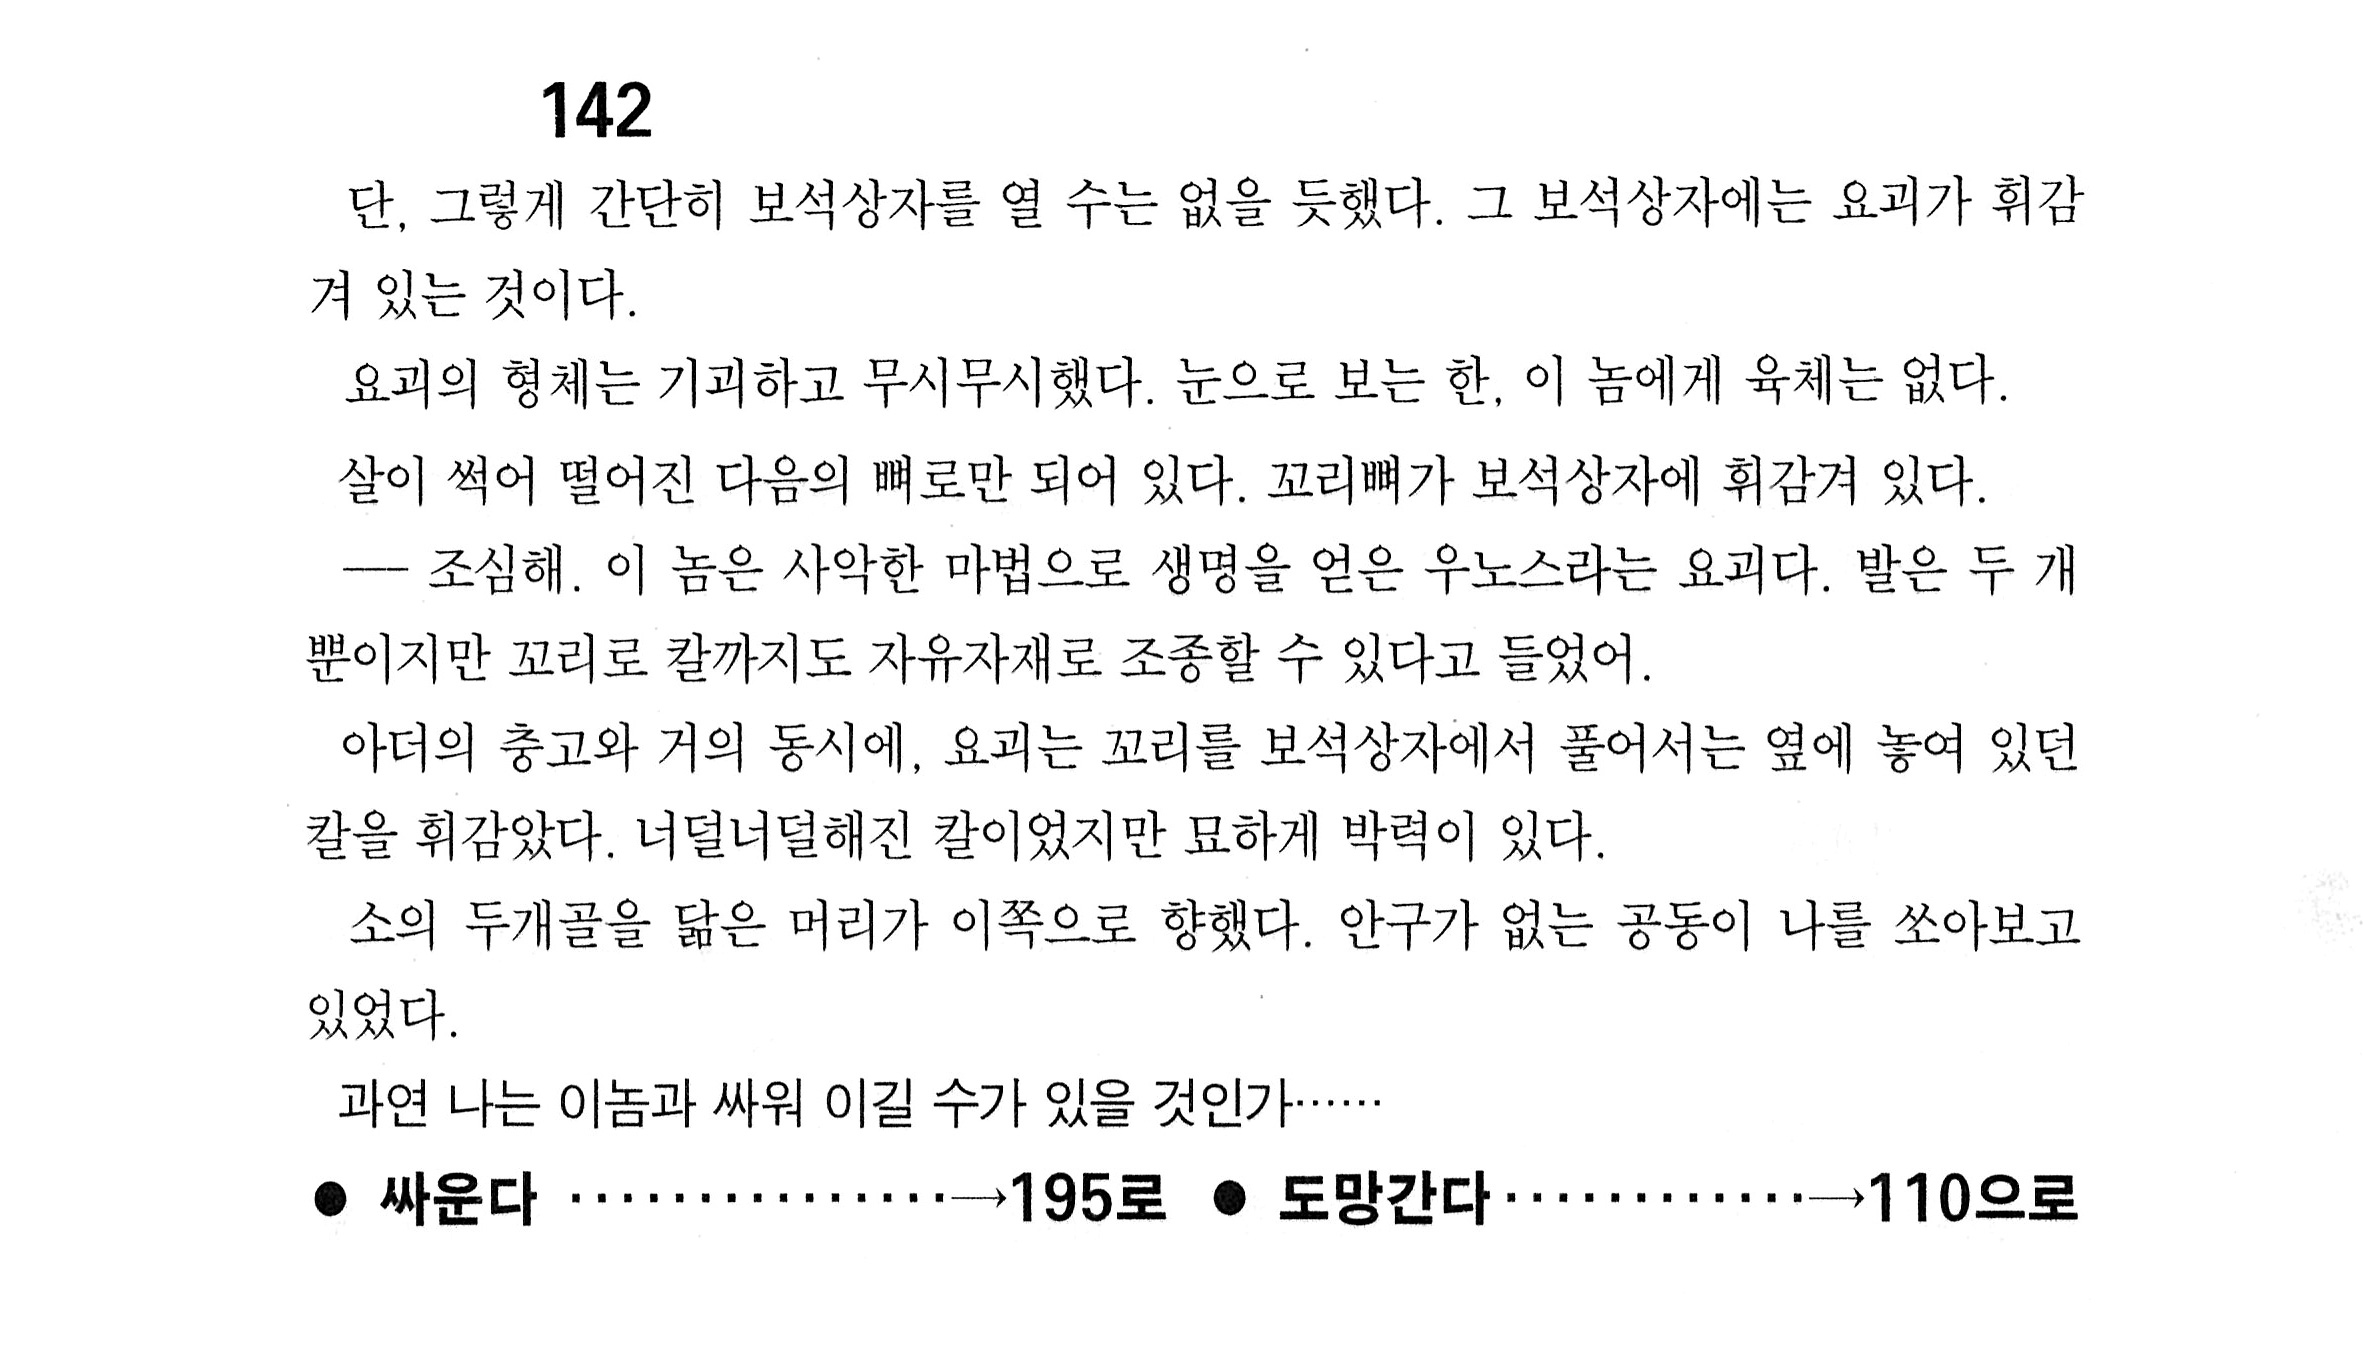 142
단, 그렇게 간단히 보석상자를 열 수는 없을 듯했다. 그 보석상자에는 요괴가 휘감
겨 있는 것이다.
요괴의 형체는 기괴하고 무시무시했다. 눈으로 보는 한, 이 놈에게 육체는 없다.
살이 썩어 떨어진 다음의 뼈로만 되어 있다. 꼬리뼈가 보석상자에 휘감겨 있다.
── 조심해. 이 놈은 사악한 마법으로 생명을 얻은 우노스라는 요괴다. 발은 두 개
뿐이지만 꼬리로 칼까지도 자유자재로 조종할 수 있다고 들었어.
아더의 충고와 거의 동시에, 요괴는 꼬리를 보석상자에서 풀어서는 옆에 놓여 있던
칼을 휘감았다. 너덜너덜해진 칼이었지만 묘하게 박력이 있다.
소의 두개골을 닮은 머리가 이쪽으로 향했다. 안구가 없는 공동이 나를 쏘아보고
있었다.
과연 나는 이놈과 싸워 이길 수가 있을 것인가……
● 싸운다 ···············→195로 ● 도망간다············→110으로